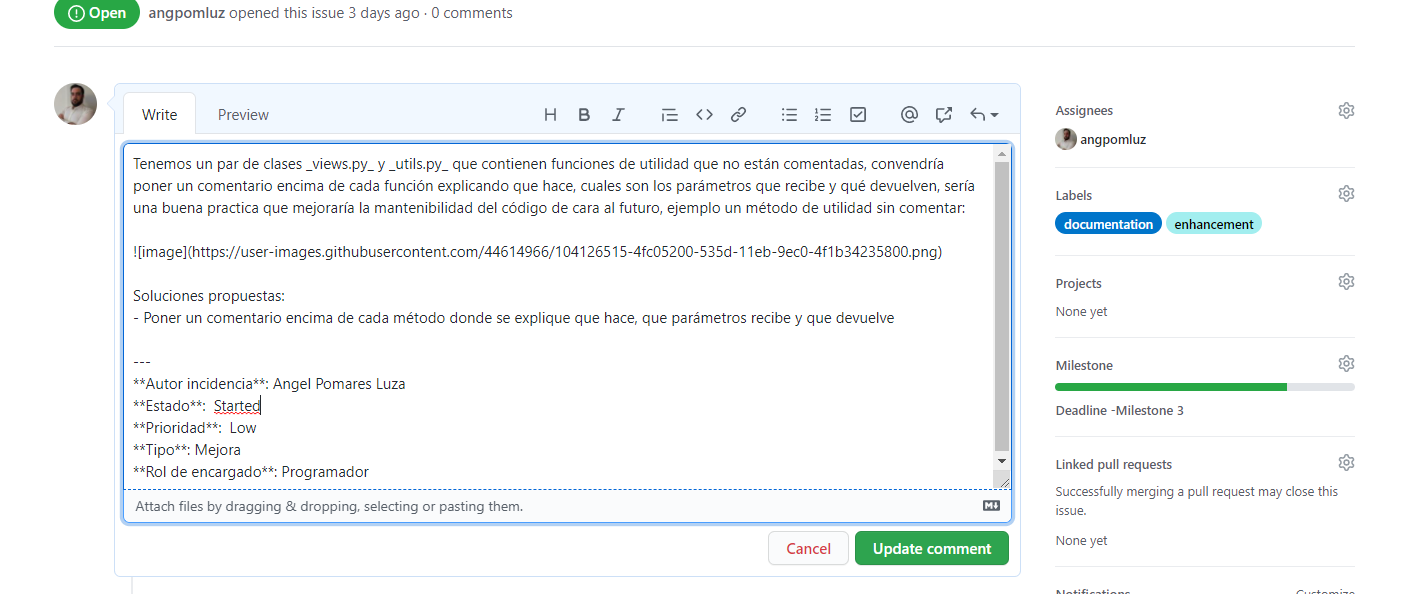 Open angpomluz opened this issue 3 days ago · 0 comments
Write Preview
Tenemos un par de clases _views.py_ y _utils.py_ que contienen funciones de utilidad que no están comentadas, convendría
poner un comentario encima de cada función explicando que hace, cuales son los parámetros que recibe y qué devuelven, sería
una buena practica que mejoraría la mantenibilidad del código de cara al futuro, ejemplo un método de utilidad sin comentar:
![image](https://user-images.githubusercontent.com/44614966/104126515-4fc05200-535d-11eb-9ec0-4f1b34235800.png)
Soluciones propuestas:
- Poner un comentario encima de cada método donde se explique que hace, que parámetros recibe y que devuelve
---
**Autor incidencia**: Angel Pomares Luza
**Estado**:  Started
**Prioridad**:  Low
**Tipo**: Mejora
**Rol de encargado**: Programador
Attach files by dragging & dropping, selecting or pasting them.
Cancel Update comment
Assignees
angpomluz
Labels
documentation enhancement
Projects
None yet
Milestone
Deadline -Milestone 3
Linked pull requests
Successfully merging a pull request may close this
issue.
None yet
Notifications Customize